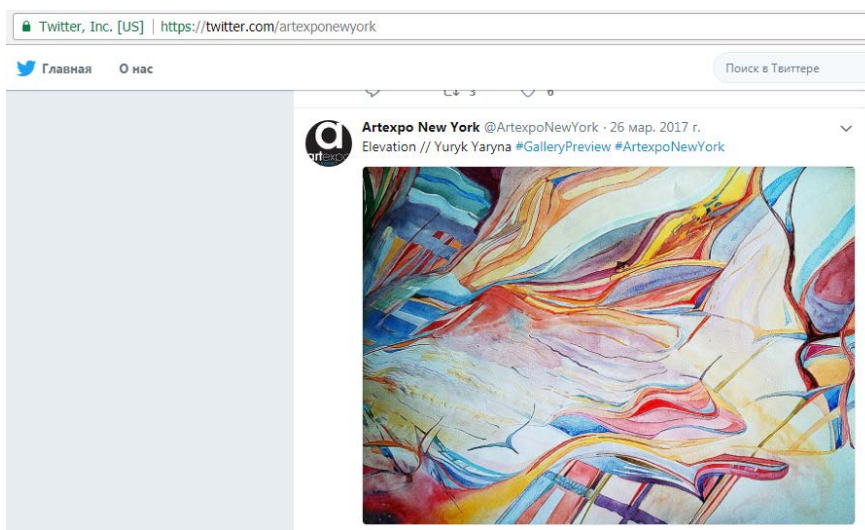 Twitter, Inc. [US] | https://twitter.com/artexponewyork
Главная О нас Поиск в Твиттере
3 6
Artexpo New York @ArtexpoNewYork · 26 мар. 2017 г.
Elevation // Yuryk Yaryna #GalleryPreview #ArtexpoNewYork
a
artexpo